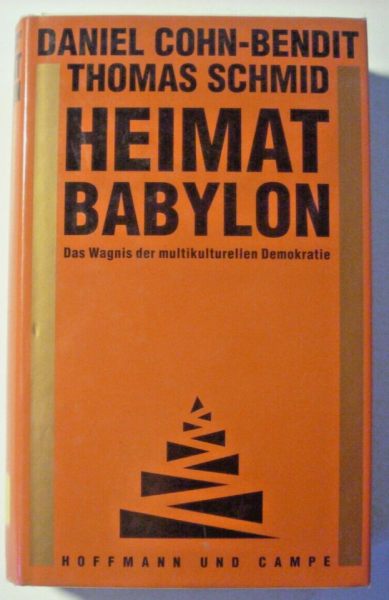 DANIEL COHN-BENDIT
THOMAS SCHMID
HEIMAT
BABYLON
Das Wagnis der multikulturellen Demokratie
HOFFMANN UND CAMPE